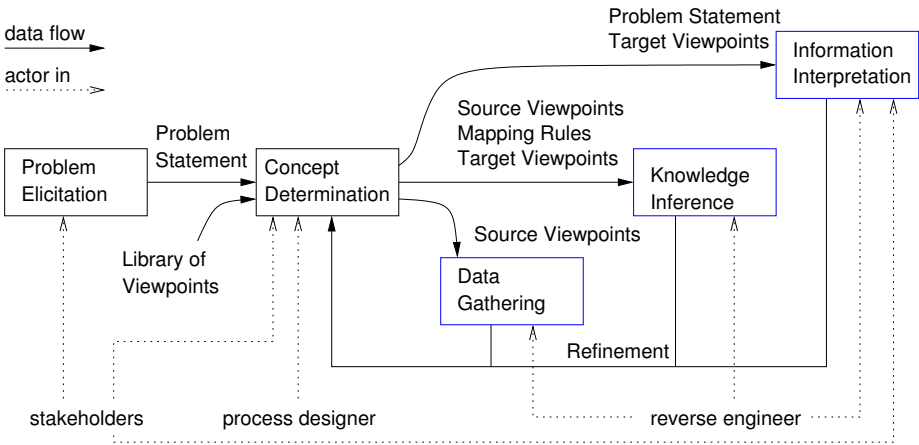 data flow
actor in
Problem Statement
Target Viewpoints
Information
Interpretation
Source Viewpoints
Mapping Rules
Target Viewpoints
Problem
Statement
Problem
Elicitation
Concept
Determination
Knowledge
Inference
Library of
Viewpoints
Source Viewpoints
Data
Gathering
Refinement
stakeholders
process designer
reverse engineer